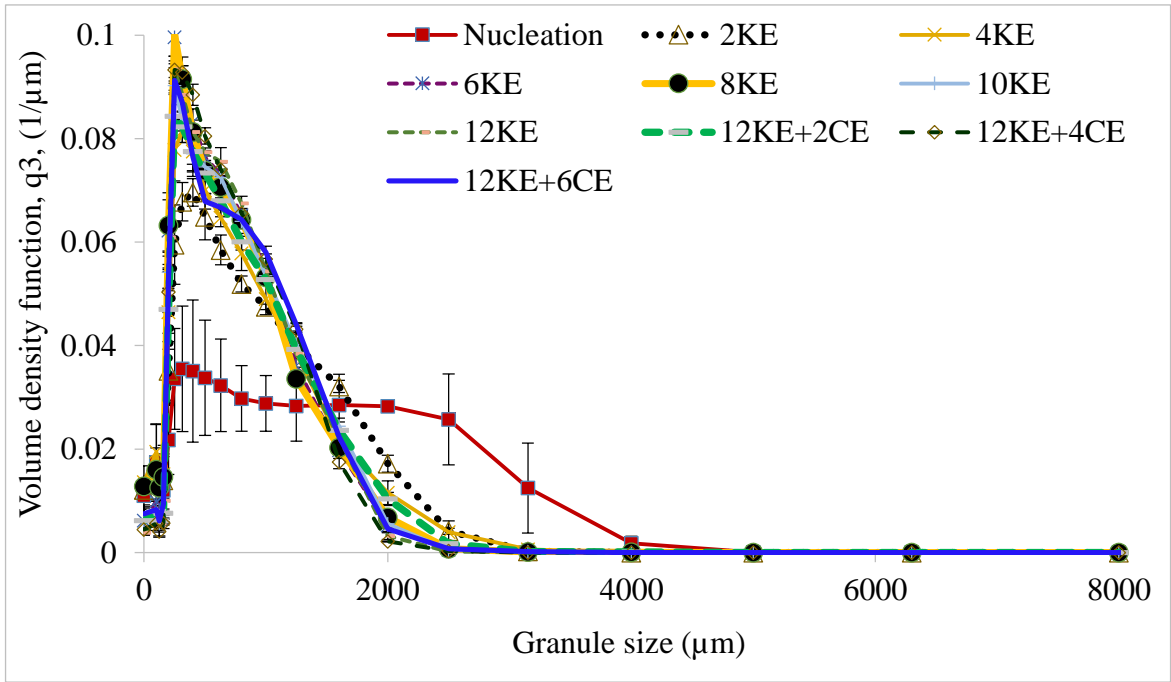 Nucleation 2KE 4KE
6KE 8KE 10KE
12KE 12KE+2CE 12KE+4CE
12KE+6CE
Volume density function, q3, (1/µm)
0.1
0.08
0.06
0.04
0.02
0
0 2000 4000 6000 8000
Granule size (µm)